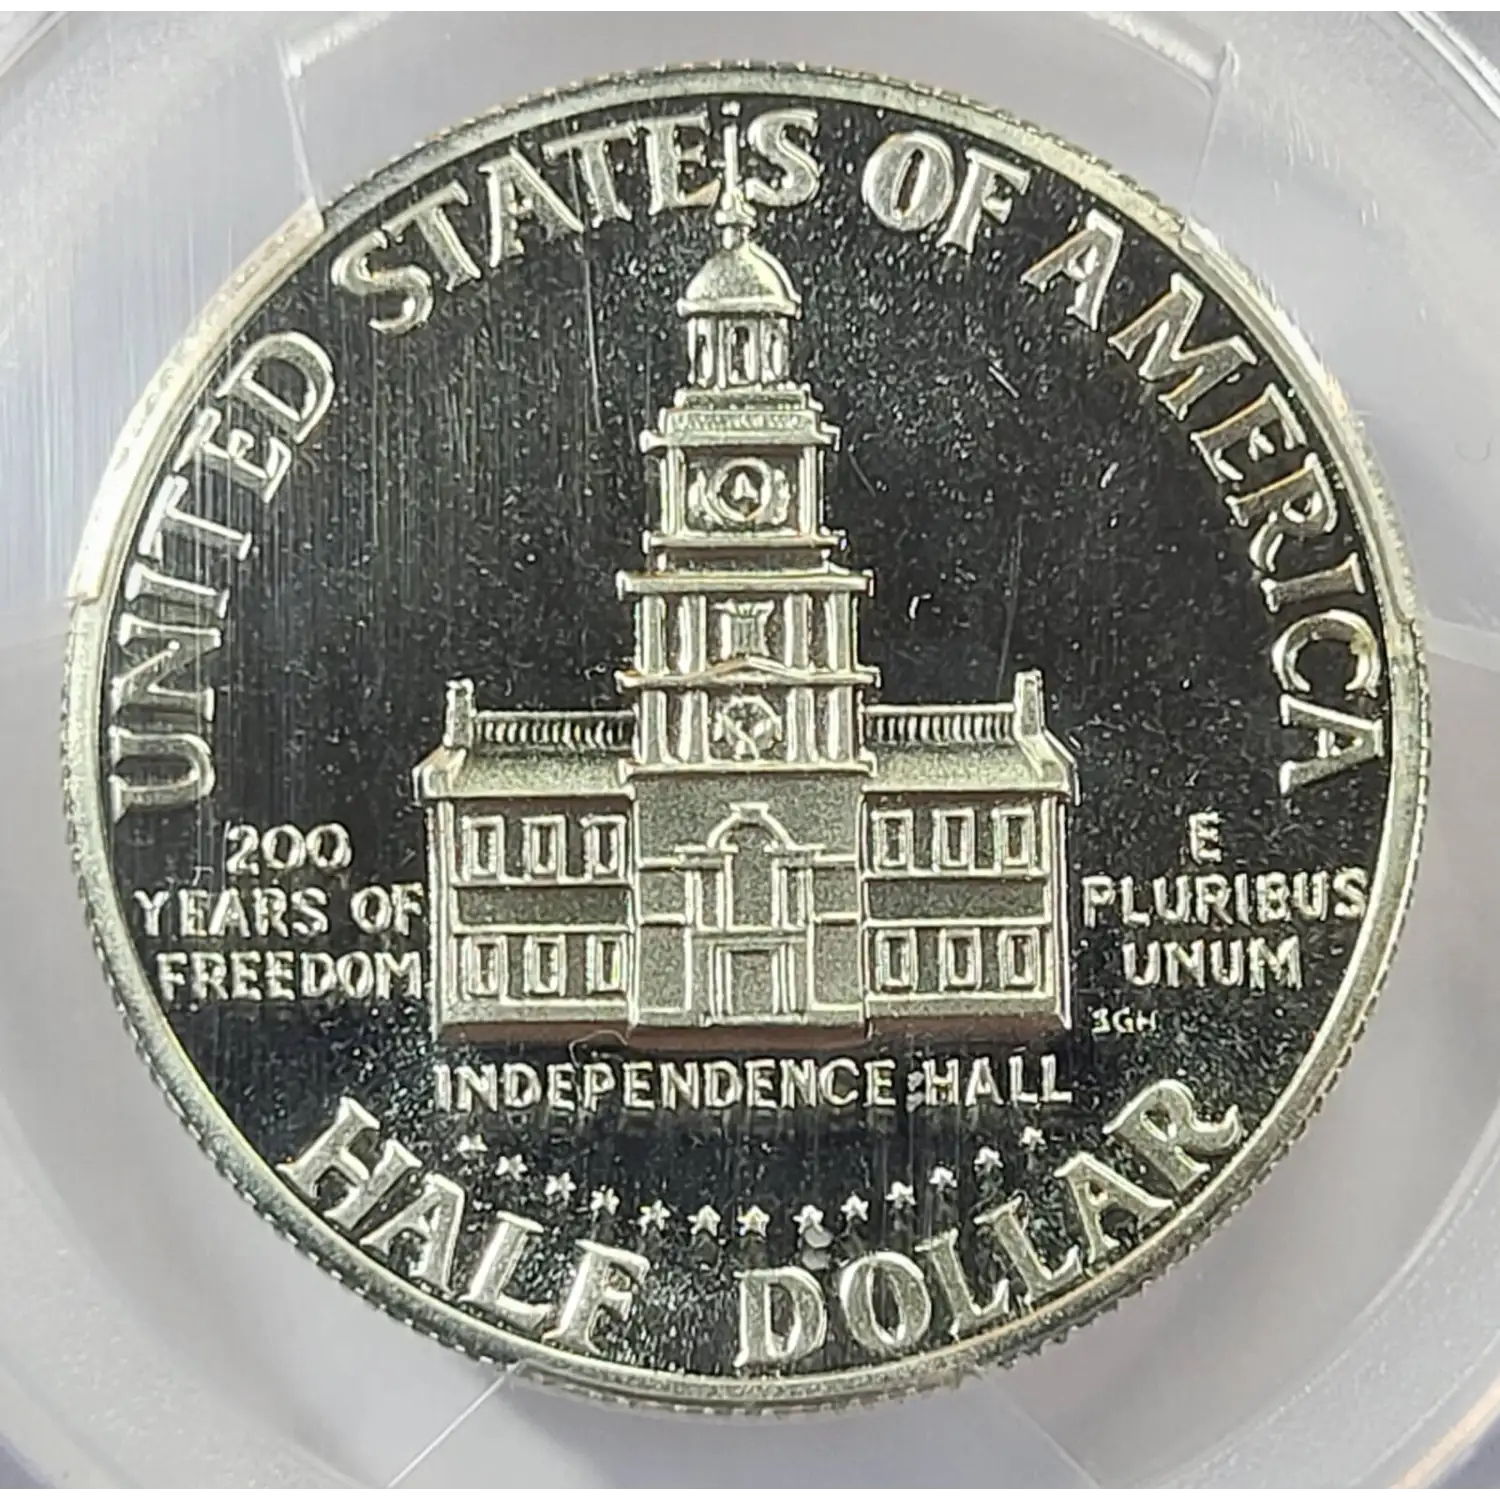 UNITED STATES OF AMERICA
200
YEARS OF
FREEDOM
E
PLURIBUS
UNUM
SGH
INDEPENDENCE HALL
HALF DOLLAR